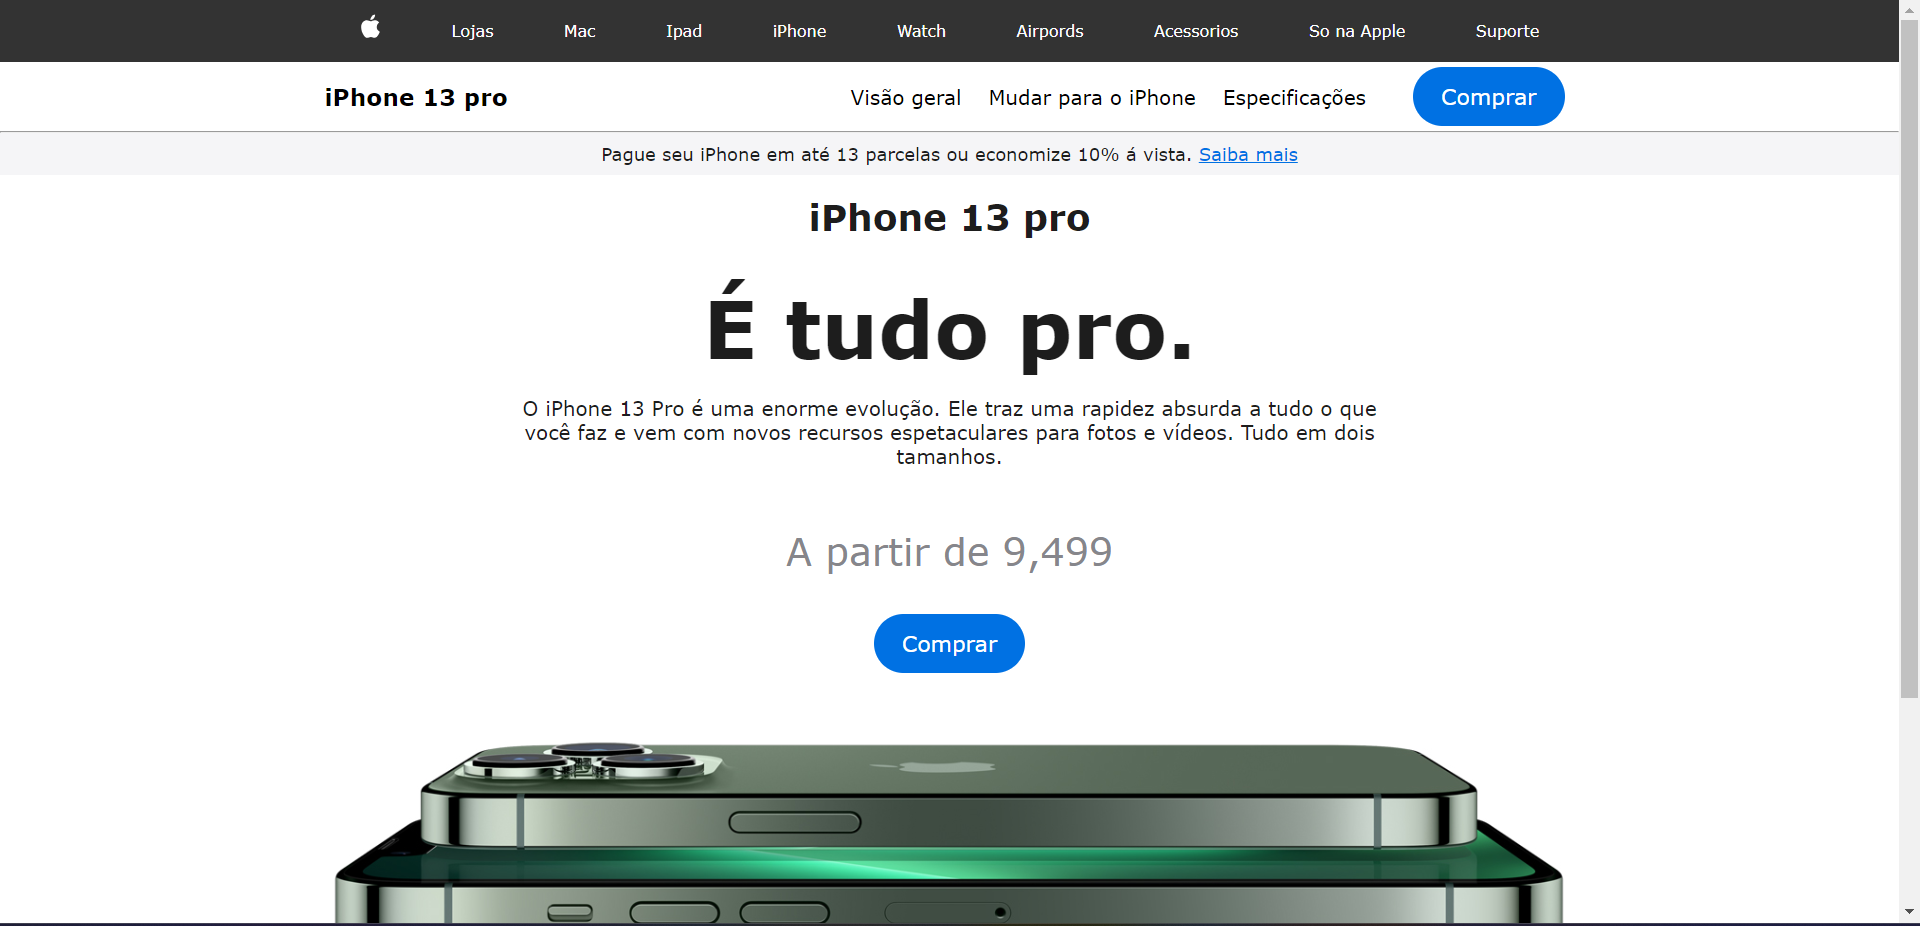 Lojas Mac Ipad iPhone Watch Airpords Acessorios So na Apple Suporte
iPhone 13 pro Visão geral Mudar para o iPhone Especificações Comprar
Pague seu iPhone em até 13 parcelas ou economize 10% á vista. Saiba mais
iPhone 13 pro
É tudo pro.
O iPhone 13 Pro é uma enorme evolução. Ele traz uma rapidez absurda a tudo o que
você faz e vem com novos recursos espetaculares para fotos e vídeos. Tudo em dois
tamanhos.
A partir de 9,499
Comprar